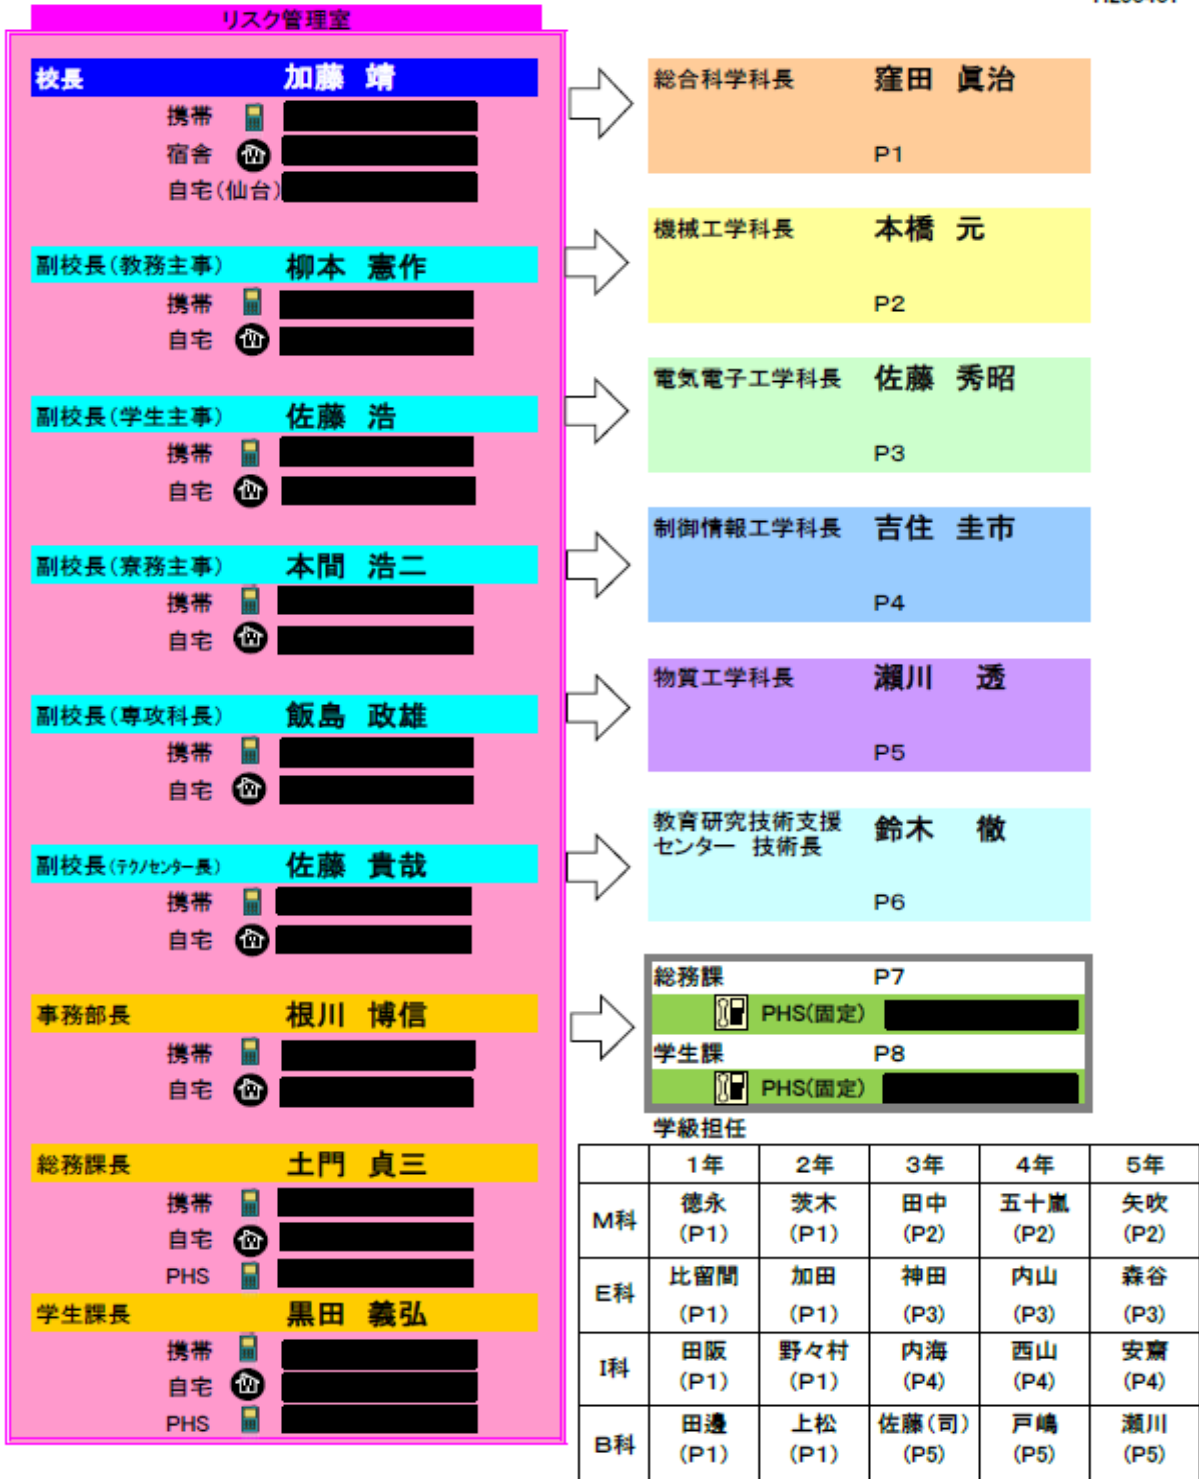 リスク管理室
校長 加藤 靖
携帯
宿舎
自宅(仙台)
副校長(教務主事) 柳本 憲作
携帯
自宅
副校長(学生主事) 佐藤 浩
携帯
自宅
副校長(寮務主事) 本間 浩二
携帯
自宅
副校長(専攻科長) 飯島 政雄
携帯
自宅
副校長(テクノセンター長) 佐藤 貴哉
携帯
自宅
事務部長 根川 博信
携帯
自宅
総務課長 土門 貞三
携帯
自宅
PHS
学生課長 黒田 義弘
携帯
自宅
PHS
総合科学科長 窪田 眞治
P1
機械工学科長 本橋 元
P2
電気電子工学科長 佐藤 秀昭
P3
制御情報工学科長 吉住 圭市
P4
物質工学科長 瀬川 透
P5
教育研究技術支援 鈴木 徹
センター 技術長
P6
総務課 P7
PHS(固定)
学生課 P8
PHS(固定)
学級担任
1年 2年 3年 4年 5年
M科 徳永 茨木 田中 五十嵐 矢吹
(P1) (P1) (P2) (P2) (P2)
E科 比留間 加田 神田 内山 森谷
(P1) (P1) (P3) (P3) (P3)
I科 田阪 野々村 内海 西山 安齋
(P1) (P1) (P4) (P4) (P4)
B科 田邊 上松 佐藤(司) 戸嶋 瀬川
(P1) (P1) (P5) (P5) (P5)